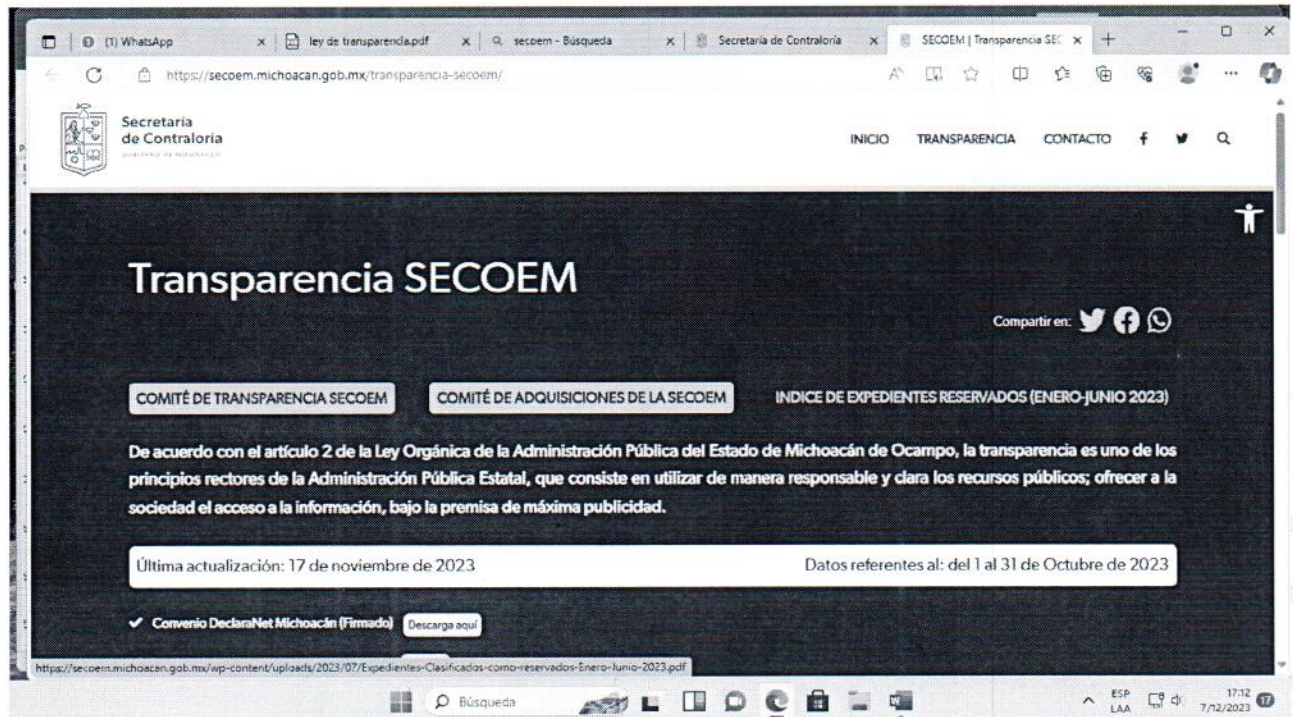 (1) WhatsApp
ley de transparencia.pdf
secoem - Búsqueda
Secretaría de Contraloría
SECOEM | Transparencia SEC
https://secoem.michoacan.gob.mx/transparencia-secoem/
Secretaría
de Contraloría
INICIO TRANSPARENCIA CONTACTO
Transparencia SECOEM
Compartir en:
COMITÉ DE TRANSPARENCIA SECOEM COMITÉ DE ADQUISICIONES DE LA SECOEM INDICE DE EXPEDIENTES RESERVADOS (ENERO-JUNIO 2023)
De acuerdo con el artículo 2 de la Ley Orgánica de la Administración Pública del Estado de Michoacán de Ocampo, la transparencia es uno de los
principios rectores de la Administración Pública Estatal, que consiste en utilizar de manera responsable y clara los recursos públicos; ofrecer a la
sociedad el acceso a la información, bajo la premisa de máxima publicidad.
Última actualización: 17 de noviembre de 2023 Datos referentes al: del 1 al 31 de Octubre de 2023
Convenio DeclaraNet Michoacán (Firmado) Descarga aquí
https://secoem.michoacan.gob.mx/wp-content/uploads/2023/07/Expedientes-Clasificados-como-reservados-Enero-Junio-2023.pdf
Búsqueda
ESP
LAA
17:12
7/12/2023
17